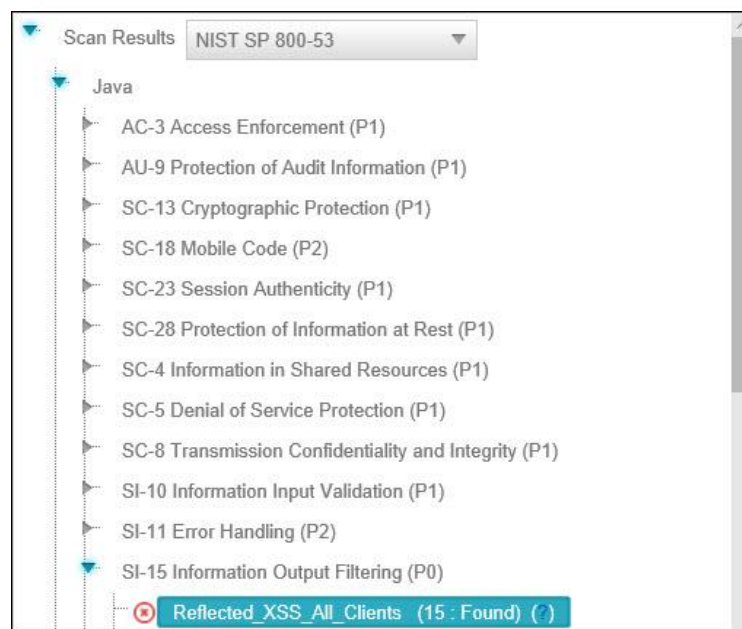 Scan Results NIST SP 800-53
Java
AC-3 Access Enforcement (P1)
AU-9 Protection of Audit Information (P1)
SC-13 Cryptographic Protection (P1)
SC-18 Mobile Code (P2)
SC-23 Session Authenticity (P1)
SC-28 Protection of Information at Rest (P1)
SC-4 Information in Shared Resources (P1)
SC-5 Denial of Service Protection (P1)
SC-8 Transmission Confidentiality and Integrity (P1)
SI-10 Information Input Validation (P1)
SI-11 Error Handling (P2)
SI-15 Information Output Filtering (P0)
Reflected_XSS_All_Clients (15 : Found) (?)